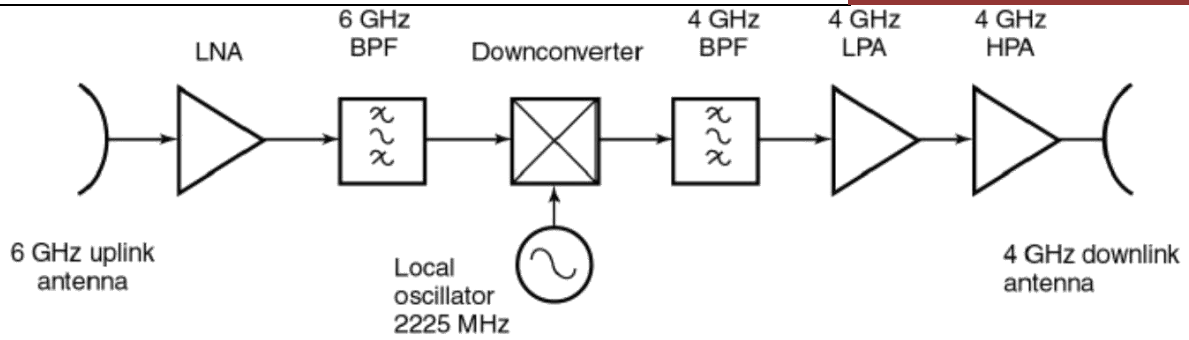 LNA
6 GHz
BPF
Downconverter
4 GHz
BPF
4 GHz
LPA
4 GHz
HPA
6 GHz uplink
antenna
Local
oscillator
2225 MHz
4 GHz downlink
antenna